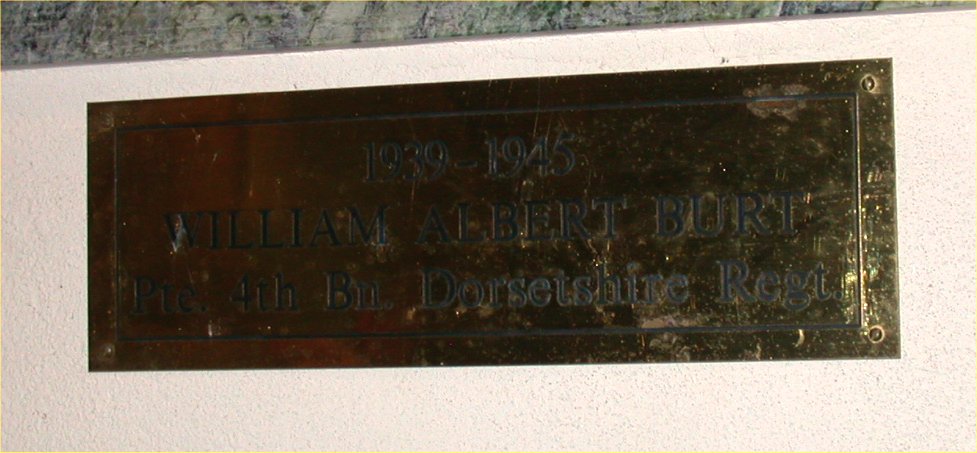 1939-1945
WILLIAM ALBERT BURT
Pte. 4th Bn. Dorsetshire Regt.